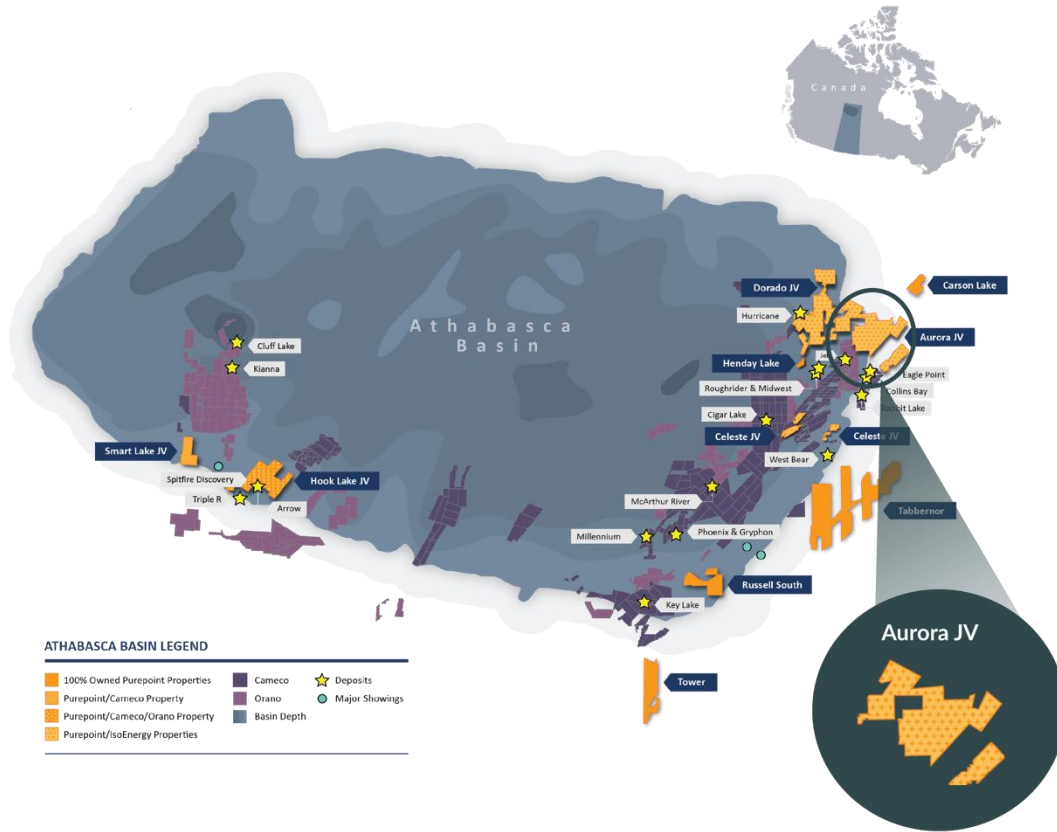 Canada
Athabasca
Basin
Dorado JV
Carson Lake
Hurricane
Aurora JV
Henday Lake
Eagle Point
Roughrider & Midwest
Collins Bay
Rabbit Lake
Cigar Lake
Celeste JV
Celeste JV
West Bear
Cluff Lake
Kianna
Smart Lake JV
Spitfire Discovery
Hook Lake JV
Triple R
Arrow
McArthur River
Tabbernor
Millennium
Phoenix & Gryphon
Russell South
Key Lake
Tower
Aurora JV
ATHABASCA BASIN LEGEND
100% Owned Purepoint Properties
Purepoint/Cameco Property
Purepoint/Cameco/Orano Property
Purepoint/IsoEnergy Properties
Cameco
Orano
Basin Depth
Deposits
Major Showings